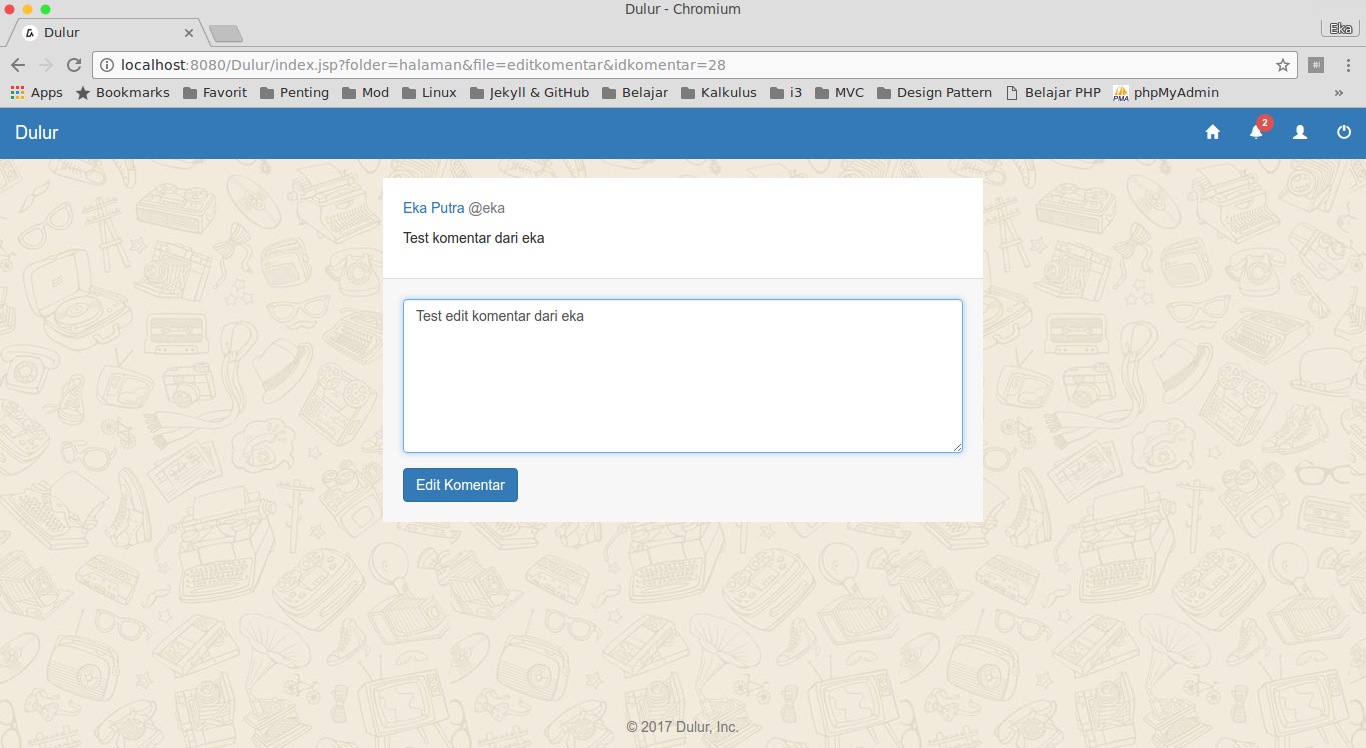 Dulur - Chromium
Dulur
Eka
localhost:8080/Dulur/index.jsp?folder=halaman&file=editkomentar&idkomentar=28
#!
Apps Bookmarks Favorit Penting Mod Linux Jekyll & GitHub Belajar Kalkulus i3 MVC Design Pattern Belajar PHP PMA phpMyAdmin »
Dulur 2
Eka Putra @eka
Test komentar dari eka
Test edit komentar dari eka
Edit Komentar
© 2017 Dulur, Inc.